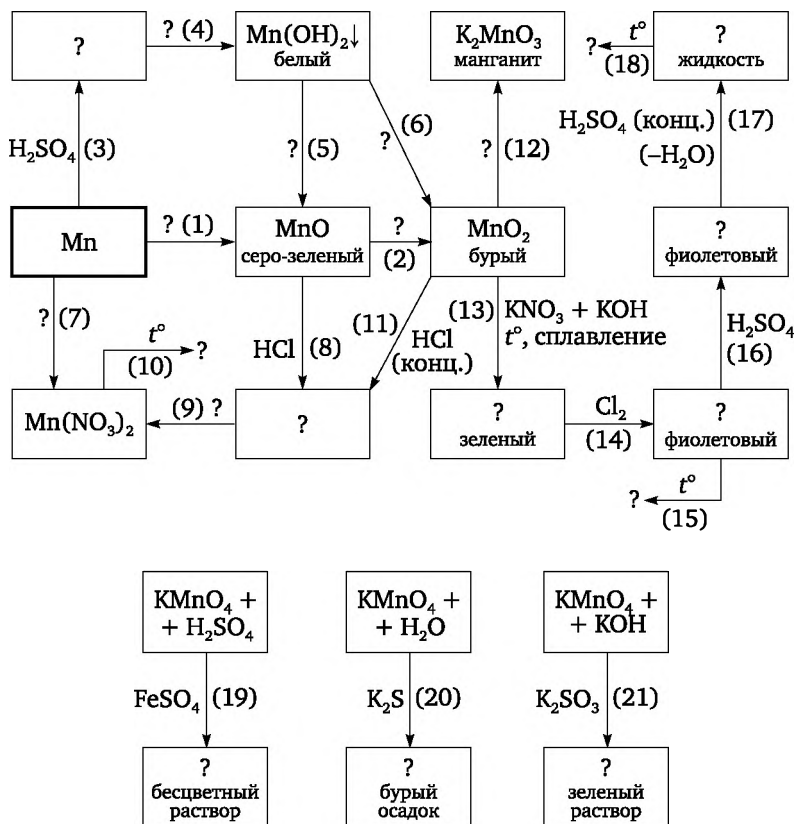 ?
? (4)
Mn(OH)₂↓
белый
K₂MnO₃
манганит
t°
?
(18)
?
жидкость
H₂SO₄ (3)
? (5)
? (6)
? (12)
H₂SO₄ (конц.) (17)
(–H₂O)
Mn
? (1)
MnO
серо-зеленый
?
(2)
MnO₂
бурый
?
фиолетовый
? (7)
t°
(10)
?
HCl (8)
(11)
HCl
(конц.)
(13)
KNO₃ + KOH
t°, сплавление
H₂SO₄
(16)
Mn(NO₃)₂
(9) ?
?
?
зеленый
Cl₂
(14)
?
фиолетовый
?
t°
(15)
KMnO₄ +
+ H₂SO₄
KMnO₄ +
+ H₂O
KMnO₄ +
+ KOH
FeSO₄ (19)
K₂S (20)
K₂SO₃ (21)
?
бесцветный
раствор
?
бурый
осадок
?
зеленый
раствор